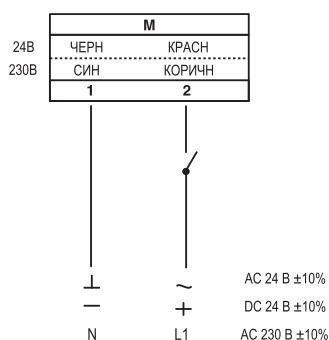 M
24В ЧЕРН КРАСН
230В СИН КОРИЧН
1 2
⊥ ~ AC 24 В ±10%
— + DC 24 В ±10%
N L1 AC 230 В ±10%